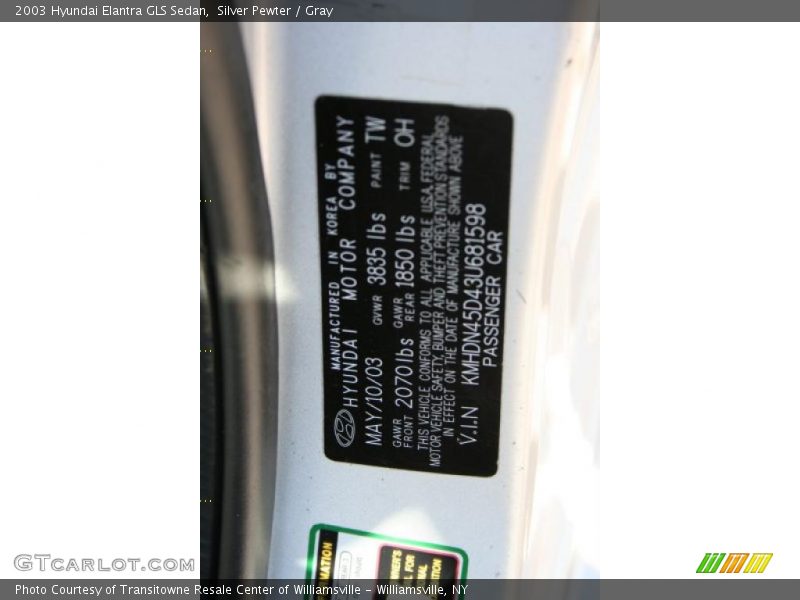 2003 Hyundai Elantra GLS Sedan, Silver Pewter / Gray
MANUFACTURED IN KOREA BY
HYUNDAI MOTOR COMPANY
MAY/10/03 GVWR 3835 lbs PAINT TW
GAWR FRONT 2070 lbs GAWR REAR 1850 lbs TRIM OH
THIS VEHICLE CONFORMS TO ALL APPLICABLE U.S.A. FEDERAL
MOTOR VEHICLE SAFETY, BUMPER AND THEFT PREVENTION STANDARDS
IN EFFECT ON THE DATE OF MANUFACTURE SHOWN ABOVE
V.I.N KMHDN45D43U681598
PASSENGER CAR
GTCARLOT.COM
Photo Courtesy of Transitowne Resale Center of Williamsville - Williamsville, NY